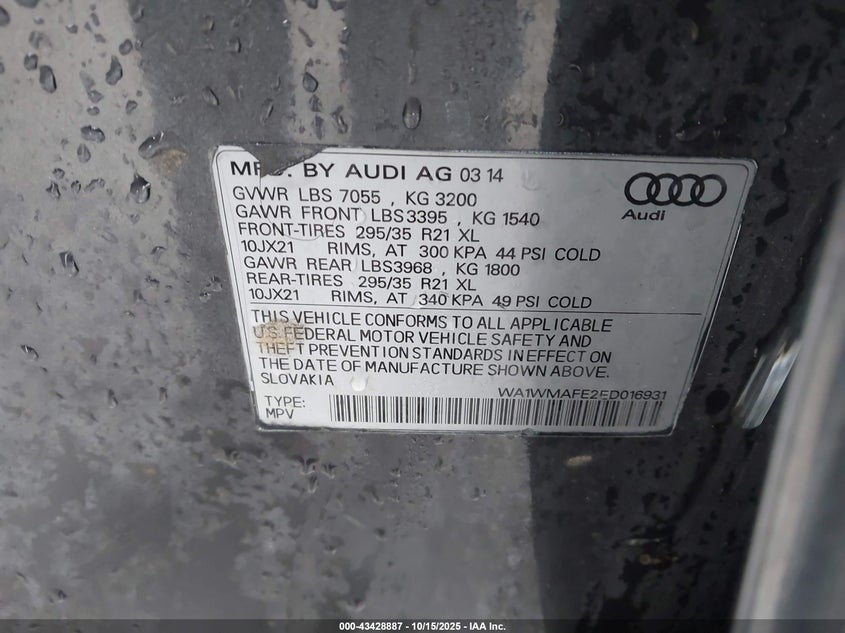 MFG. BY AUDI AG 03 14
GVWR LBS 7055 , KG 3200
GAWR FRONT LBS3395 , KG 1540
FRONT-TIRES 295/35 R21 XL
10JX21 RIMS, AT 300 KPA 44 PSI COLD
GAWR REAR LBS3968 , KG 1800
REAR-TIRES 295/35 R21 XL
10JX21 RIMS, AT 340 KPA 49 PSI COLD
Audi
THIS VEHICLE CONFORMS TO ALL APPLICABLE
U.S. FEDERAL MOTOR VEHICLE SAFETY AND
THEFT PREVENTION STANDARDS IN EFFECT ON
THE DATE OF MANUFACTURE SHOWN ABOVE.
SLOVAKIA
WA1WMAFE2ED016931
TYPE:
MPV
000-43428887 - 10/15/2025 - IAA Inc.